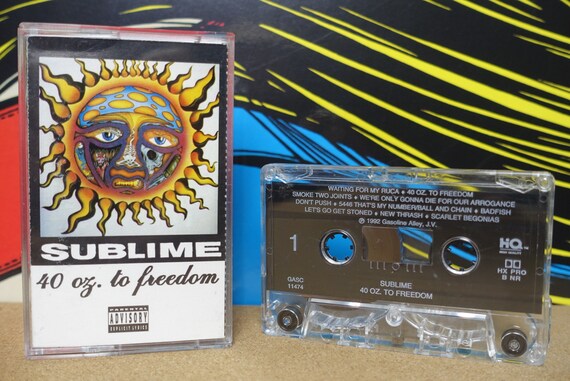 SUBLIME
40 oz. to freedom
PARENTAL
ADVISORY
EXPLICIT LYRICS
WAITING FOR MY RUCA • 40 OZ. TO FREEDOM
SMOKE TWO JOINTS • WE'RE ONLY GONNA DIE FOR OUR ARROGANCE
DON'T PUSH • 5446 THAT'S MY NUMBER/BALL AND CHAIN • BADFISH
LET'S GO GET STONED • NEW THRASH • SCARLET BEGONIAS
℗ 1992 Gasoline Alley, J.V.
1
HQ
HIGH QUALITY
HX PRO
B NR
GASC
11474
SUBLIME
40 OZ. TO FREEDOM